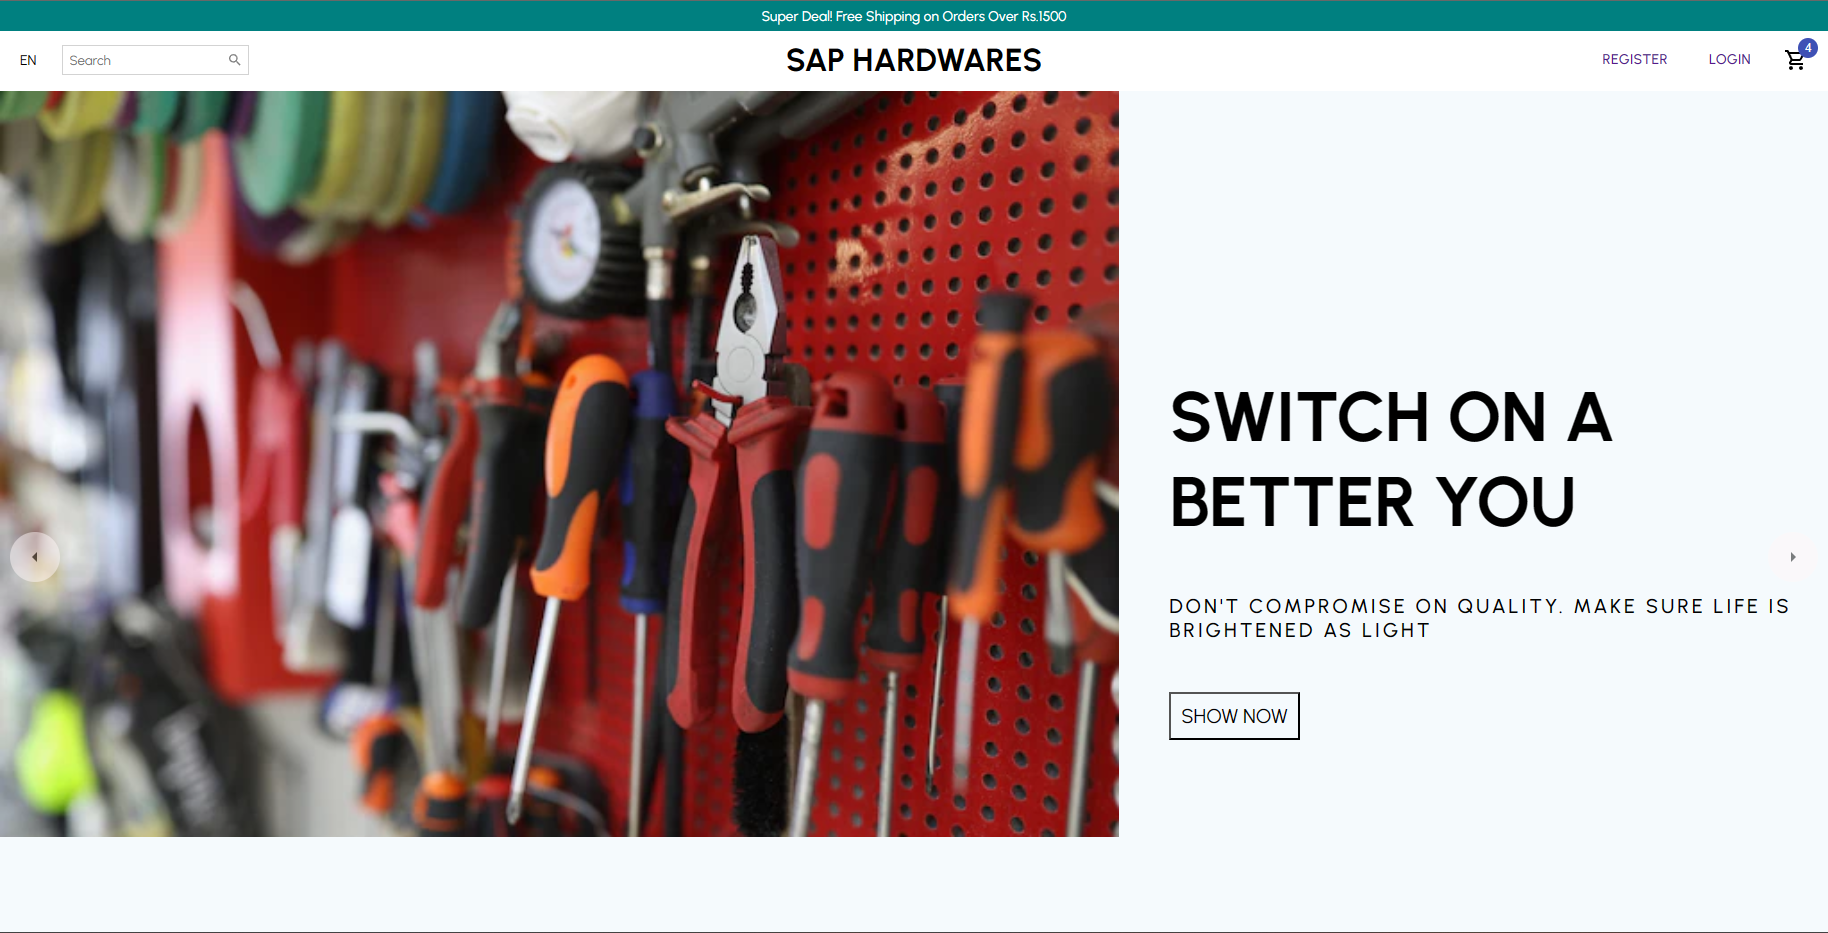 Super Deal! Free Shipping on Orders Over Rs.1500
EN
Search
SAP HARDWARES
REGISTER
LOGIN
4
SWITCH ON A
BETTER YOU
DON'T COMPROMISE ON QUALITY. MAKE SURE LIFE IS
BRIGHTENED AS LIGHT
SHOW NOW